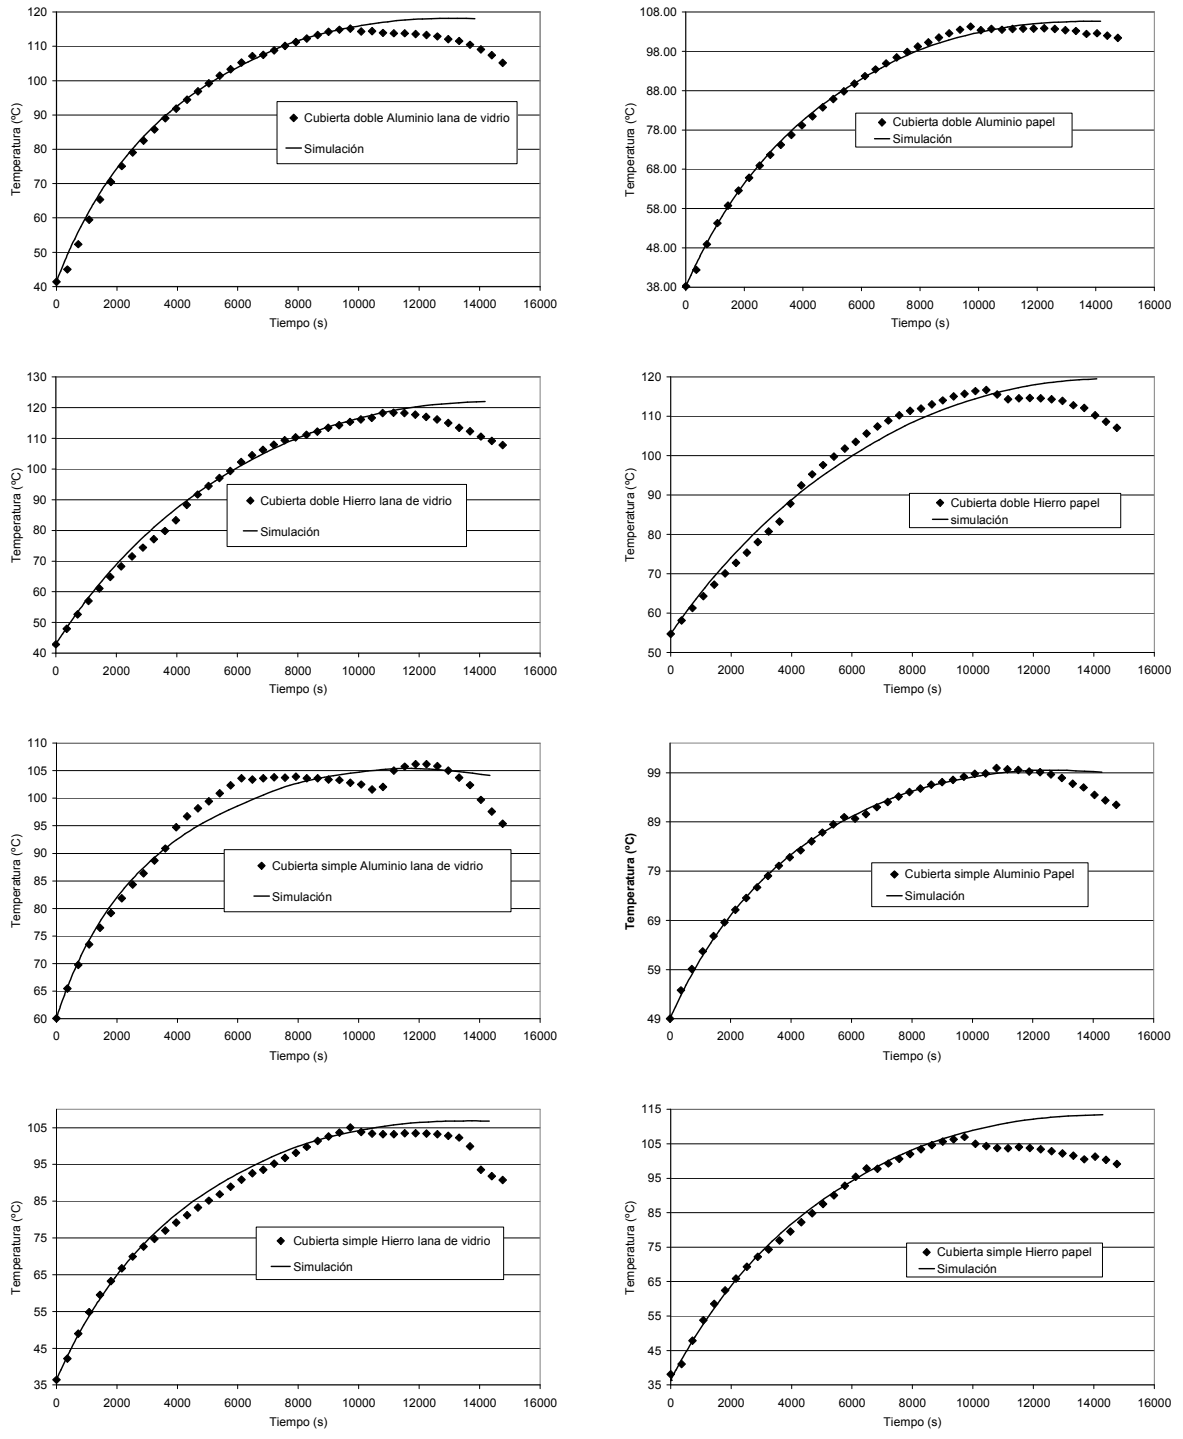 120
110
100
90
80
70
60
50
40
Temperatura (ºC)
Cubierta doble Aluminio lana de vidrio
Simulación
0 2000 4000 6000 8000 10000 12000 14000 16000
Tiempo (s)
108.00
98.00
88.00
78.00
68.00
58.00
48.00
38.00
Temperatura (ºC)
Cubierta doble Aluminio papel
Simulación
0 2000 4000 6000 8000 10000 12000 14000 16000
Tiempo (s)
130
120
110
100
90
80
70
60
50
40
Temperatura (ºC)
Cubierta doble Hierro lana de vidrio
Simulación
0 2000 4000 6000 8000 10000 12000 14000 16000
Tiempo (s)
120
110
100
90
80
70
60
50
Temperatura (ºC)
Cubierta doble Hierro papel
simulación
0 2000 4000 6000 8000 10000 12000 14000 16000
Tiempo (s)
110
105
100
95
90
85
80
75
70
65
60
Temperatura (ºC)
Cubierta simple Aluminio lana de vidrio
Simulación
0 2000 4000 6000 8000 10000 12000 14000 16000
Tiempo (s)
99
89
79
69
59
49
Temperatura (ºC)
Cubierta simple Aluminio Papel
Simulación
0 2000 4000 6000 8000 10000 12000 14000 16000
Tiempo (s)
105
95
85
75
65
55
45
35
Temperatura (ºC)
Cubierta simple Hierro lana de vidrio
Simulación
0 2000 4000 6000 8000 10000 12000 14000 16000
Tiempo (s)
115
105
95
85
75
65
55
45
35
Temperatura (ºC)
Cubierta simple Hierro papel
Simulación
0 2000 4000 6000 8000 10000 12000 14000 16000
Tiempo (s)